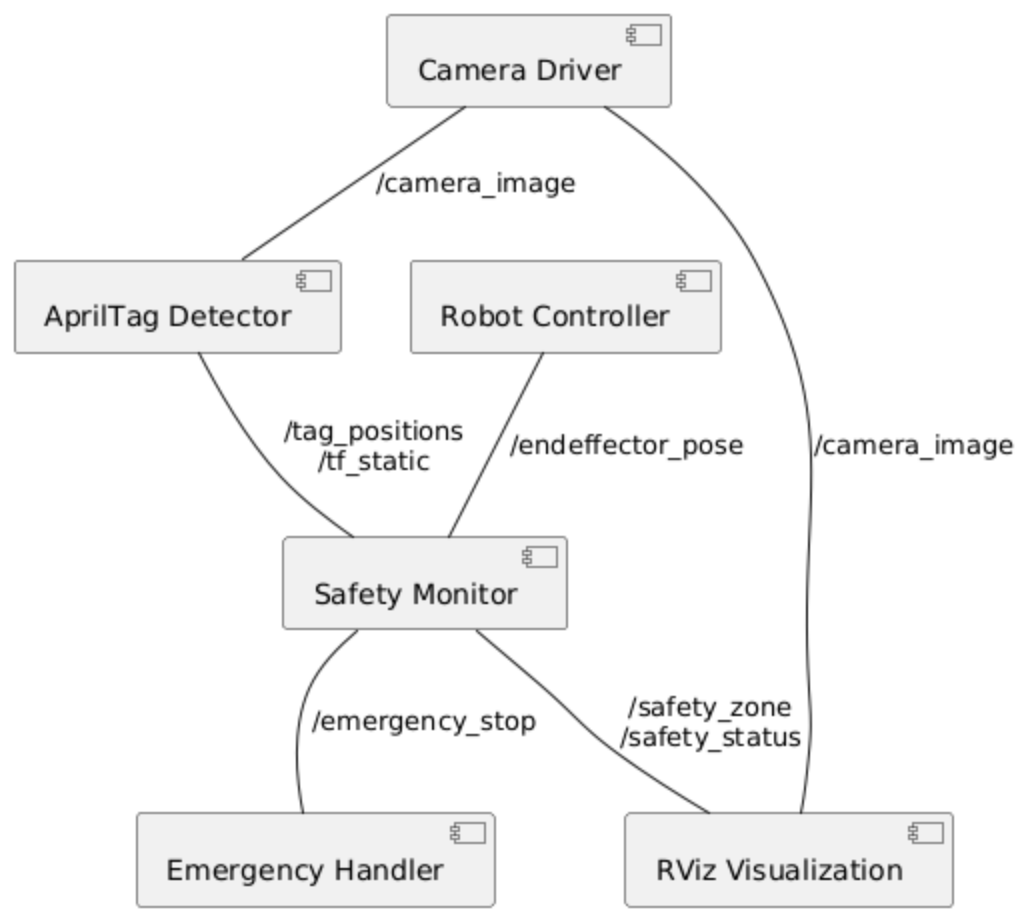 Camera Driver
/camera_image
AprilTag Detector
Robot Controller
/tag_positions
/tf_static
/endeffector_pose
/camera_image
Safety Monitor
/emergency_stop
/safety_zone
/safety_status
Emergency Handler
RViz Visualization